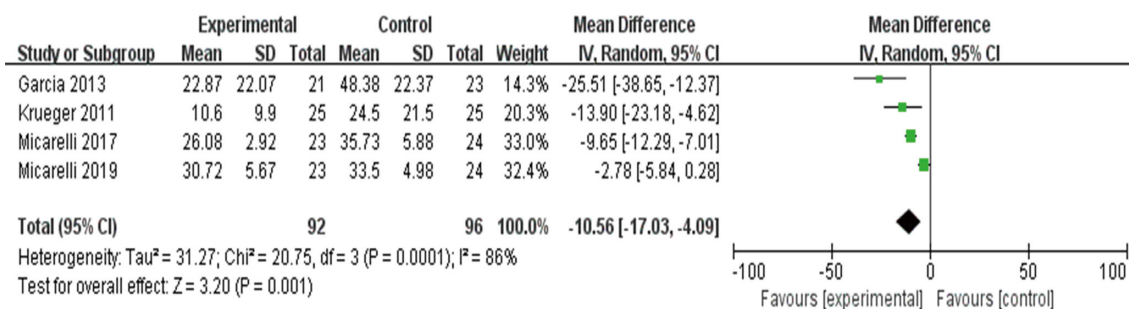 Experimental Control Mean Difference Mean Difference
Study or Subgroup Mean SD Total Mean SD Total Weight IV, Random, 95% CI IV, Random, 95% CI
Garcia 2013 22.87 22.07 21 48.38 22.37 23 14.3% -25.51 [-38.65, -12.37]
Krueger 2011 10.6 9.9 25 24.5 21.5 25 20.3% -13.90 [-23.18, -4.62]
Micarelli 2017 26.08 2.92 23 35.73 5.88 24 33.0% -9.65 [-12.29, -7.01]
Micarelli 2019 30.72 5.67 23 33.5 4.98 24 32.4% -2.78 [-5.84, 0.28]
Total (95% CI) 92 96 100.0% -10.56 [-17.03, -4.09]
Heterogeneity: Tau² = 31.27; Chi² = 20.75, df = 3 (P = 0.0001); I² = 86%
Test for overall effect: Z = 3.20 (P = 0.001)
-100 -50 0 50 100
Favours [experimental] Favours [control]